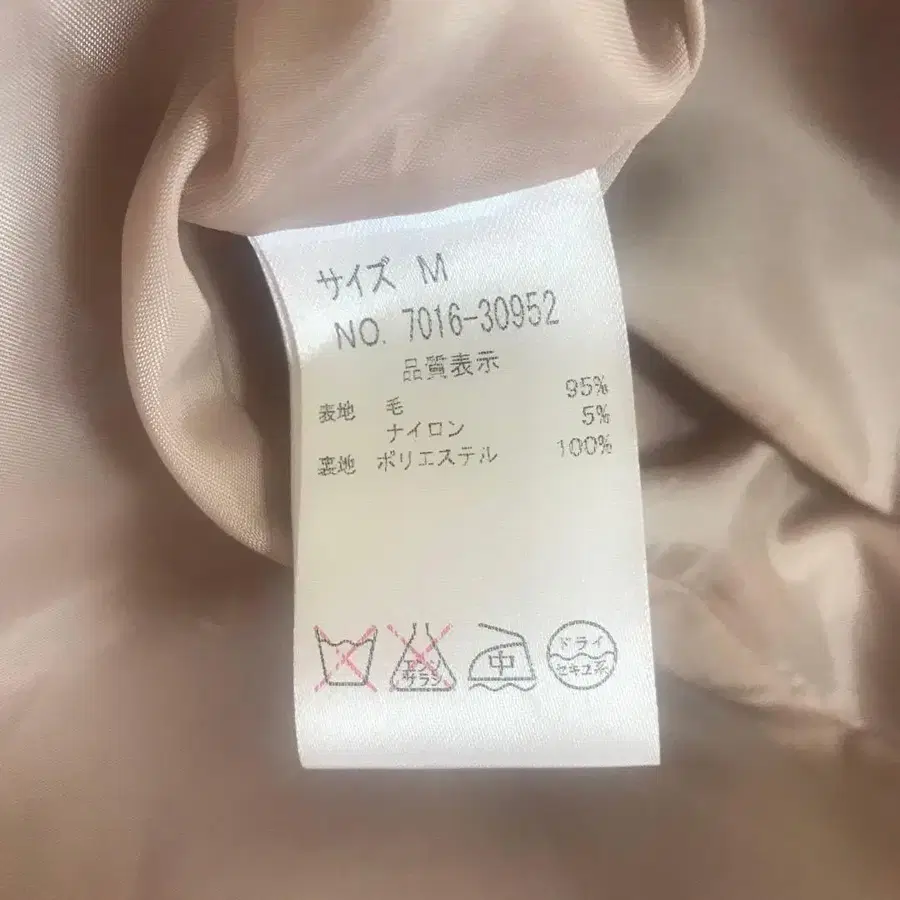 サイズ M
NO. 7016-30952
品質表示
表地 毛 95%
ナイロン 5%
裏地 ポリエステル 100%
エンソ サラシ 中 ドライ セキユ系